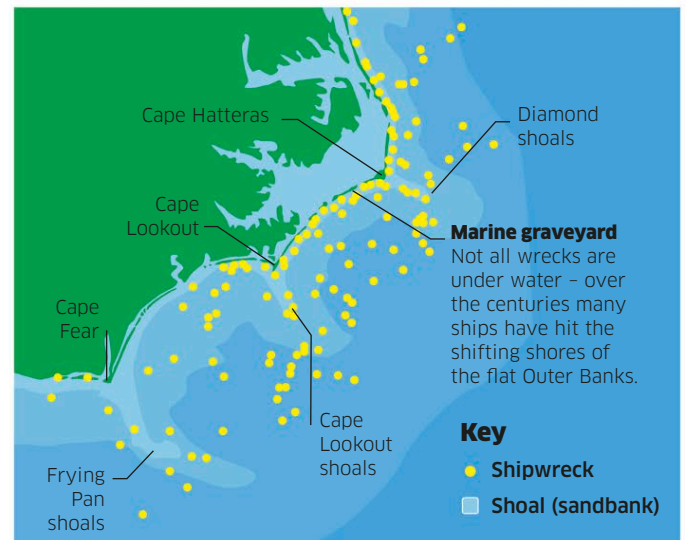 Cape Hatteras
Diamond
shoals
Cape
Lookout
Marine graveyard
Not all wrecks are
under water – over
the centuries many
ships have hit the
shifting shores of
the flat Outer Banks.
Cape
Fear
Cape
Lookout
shoals
Frying
Pan
shoals
Key
Shipwreck
Shoal (sandbank)